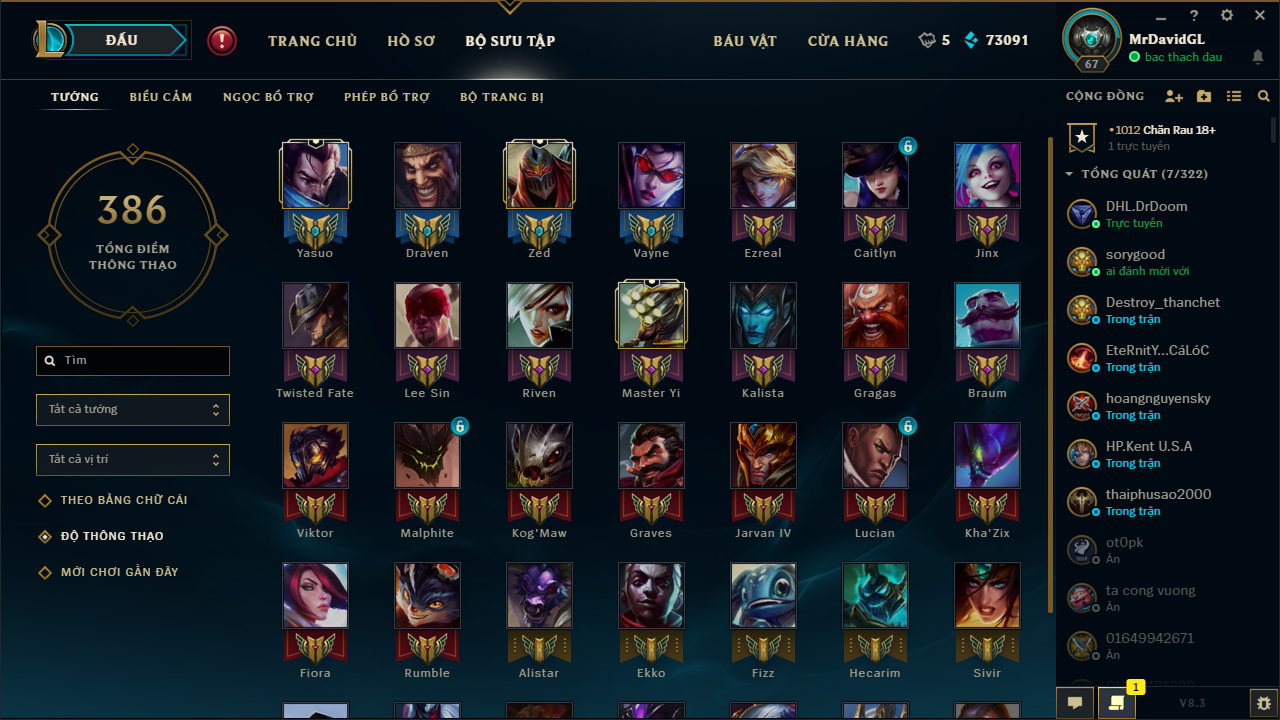 ĐẤU
TRANG CHỦ
HỒ SƠ
BỘ SƯU TẬP
BÁU VẬT
CỬA HÀNG
5
73091
67
MrDavidGL
bac thach dau
TƯỚNG
BIỂU CẢM
NGỌC BỔ TRỢ
PHÉP BỔ TRỢ
BỘ TRANG BỊ
CỘNG ĐỒNG
386
TỔNG ĐIỂM
THÔNG THẠO
Tìm
Tất cả tướng
Tất cả vị trí
THEO BẢNG CHỮ CÁI
ĐỘ THÔNG THẠO
MỚI CHƠI GẦN ĐÂY
6
Yasuo
Draven
Zed
Vayne
Ezreal
Caitlyn
Jinx
Twisted Fate
Lee Sin
Riven
Master Yi
Kalista
Gragas
Braum
6
6
Viktor
Malphite
Kog'Maw
Graves
Jarvan IV
Lucian
Kha'Zix
Fiora
Rumble
Alistar
Ekko
Fizz
Hecarim
Sivir
•1012 Chăn Rau 18+
1 trực tuyến
TỔNG QUÁT (7/322)
DHL.DrDoom
Trực tuyến
sorygood
ai đánh mời với
Destroy_thanchet
Trong trận
EteRnitY...CáLóC
Trong trận
hoangnguyensky
Trong trận
HP.Kent U.S.A
Trong trận
thaiphusao2000
Trong trận
ot0pk
Ẩn
ta cong vuong
Ẩn
01649942671
Ẩn
1
V8.3